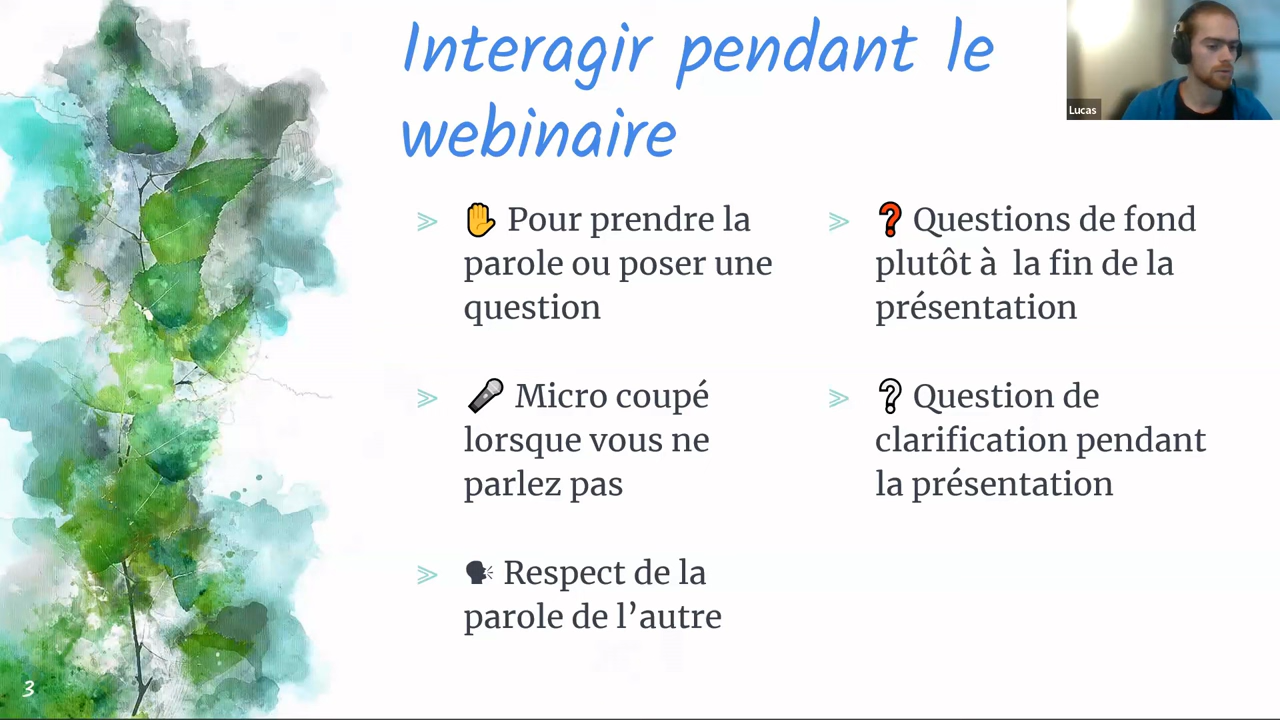 Interagir pendant le
webinaire
Lucas
✋ Pour prendre la
parole ou poser une
question
🎤 Micro coupé
lorsque vous ne
parlez pas
🗣 Respect de la
parole de l’autre
❓ Questions de fond
plutôt à la fin de la
présentation
❔ Question de
clarification pendant
la présentation
3